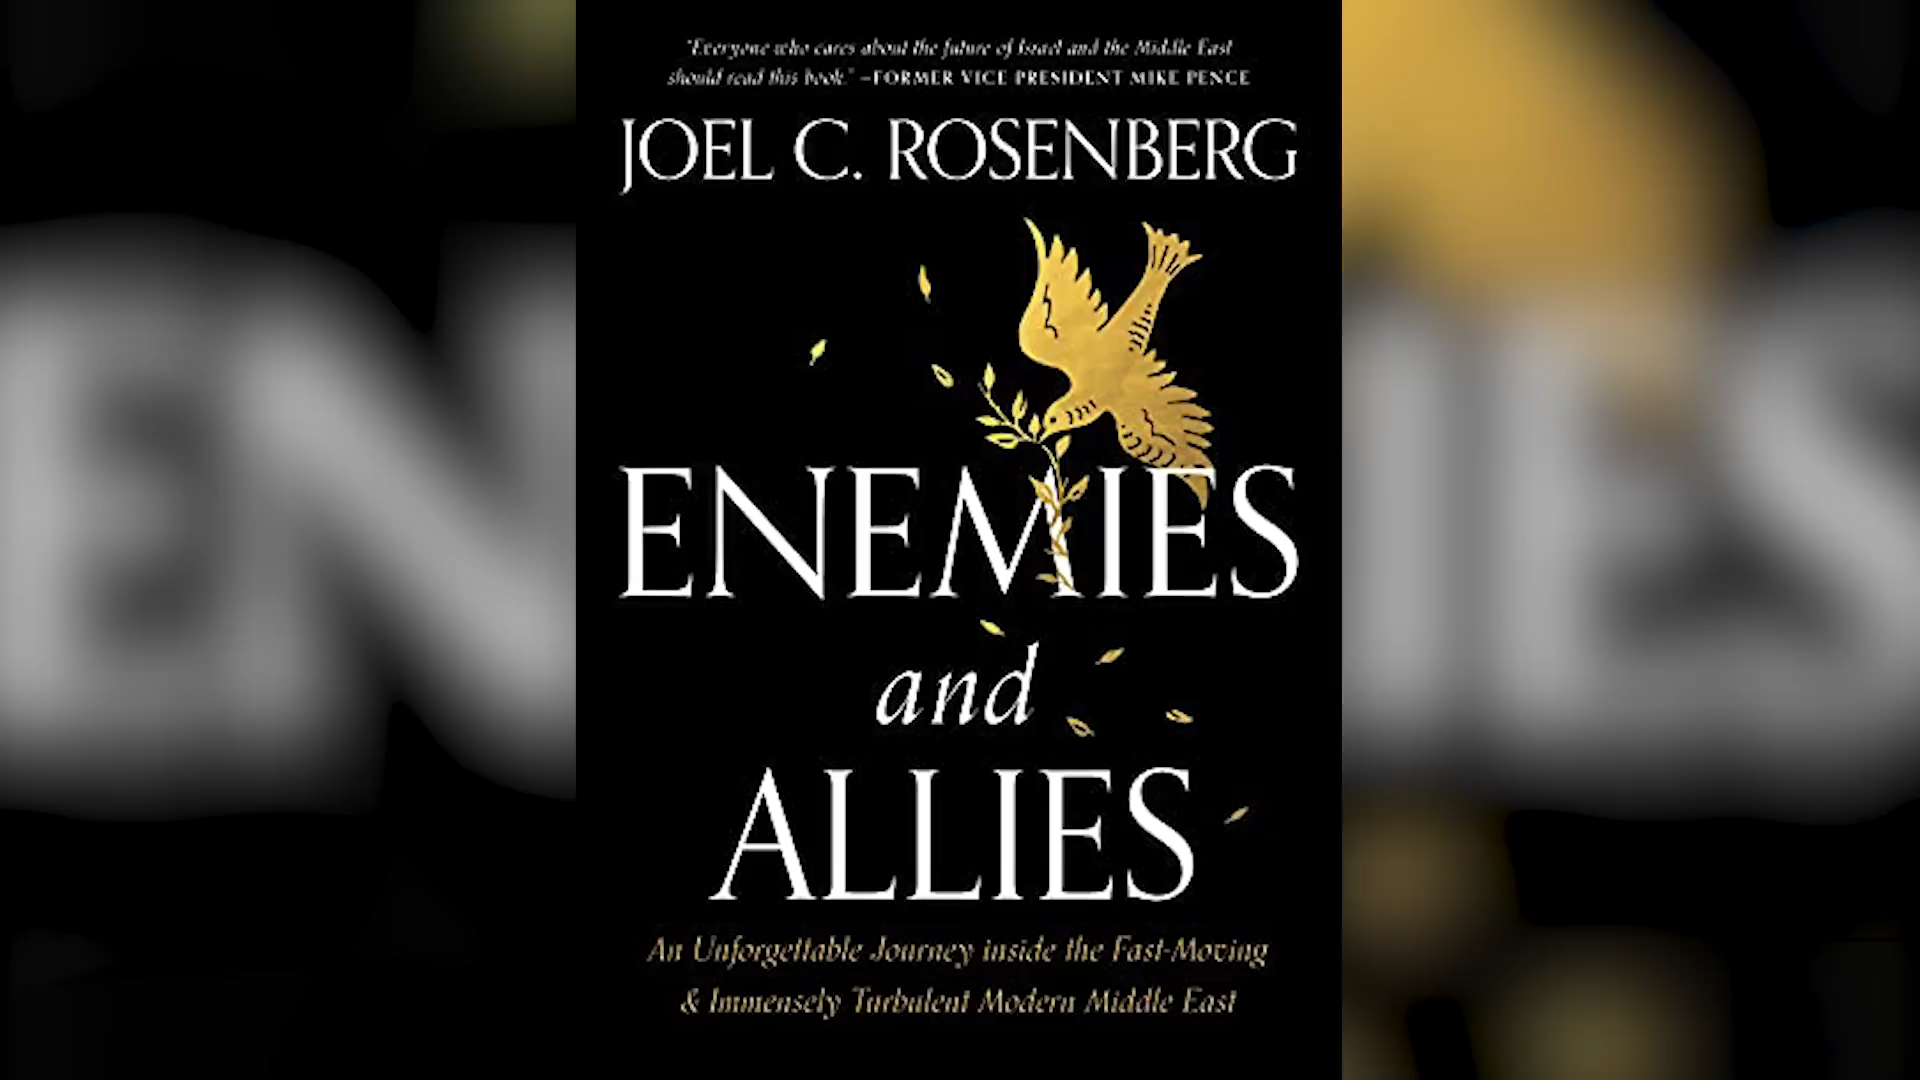 "Everyone who cares about the future of Israel and the Middle East
should read this book." –FORMER VICE PRESIDENT MIKE PENCE
JOEL C. ROSENBERG
ENEMIES
and
ALLIES
An Unforgettable Journey inside the Fast-Moving
& Immensely Turbulent Modern Middle East